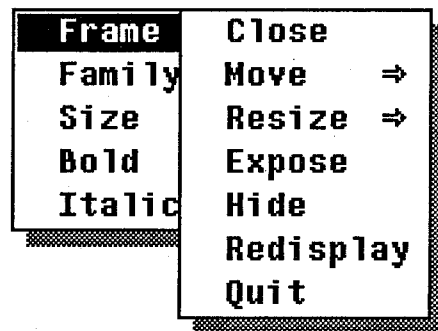 Frame
Family
Size
Bold
Italic
Close
Move ⇒
Resize ⇒
Expose
Hide
Redisplay
Quit